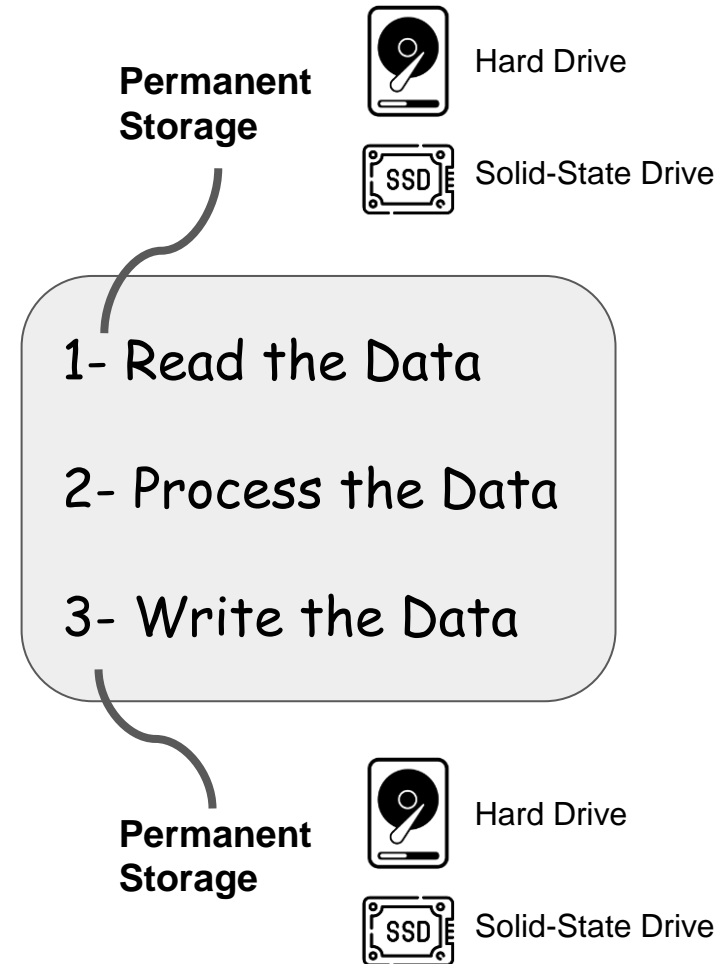 Permanent
Storage
Hard Drive
SSD
Solid-State Drive
1- Read the Data
2- Process the Data
3- Write the Data
Permanent
Storage
Hard Drive
SSD
Solid-State Drive